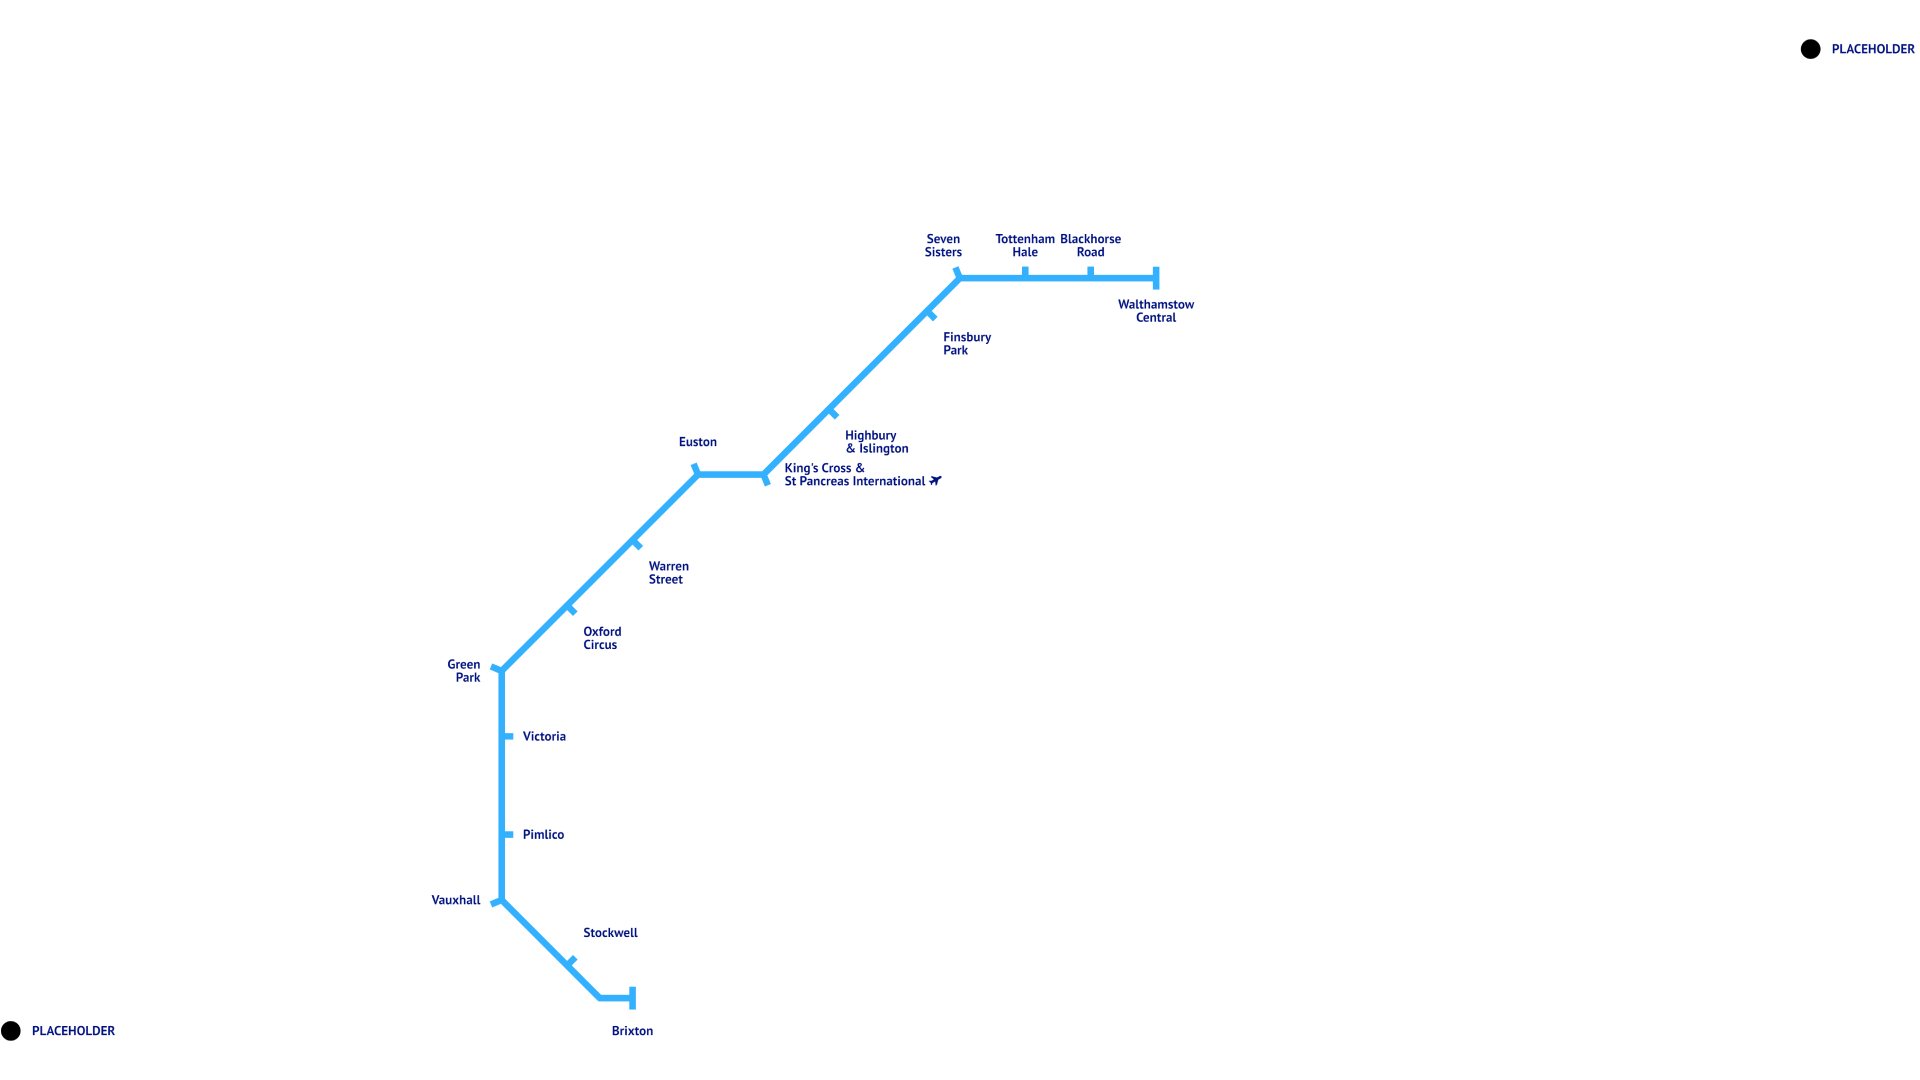 PLACEHOLDER
Seven
Sisters
Tottenham
Hale
Blackhorse
Road
Walthamstow
Central
Finsbury
Park
Highbury
& Islington
Euston
King's Cross &
St Pancreas International
Warren
Street
Oxford
Circus
Green
Park
Victoria
Pimlico
Vauxhall
Stockwell
Brixton
PLACEHOLDER